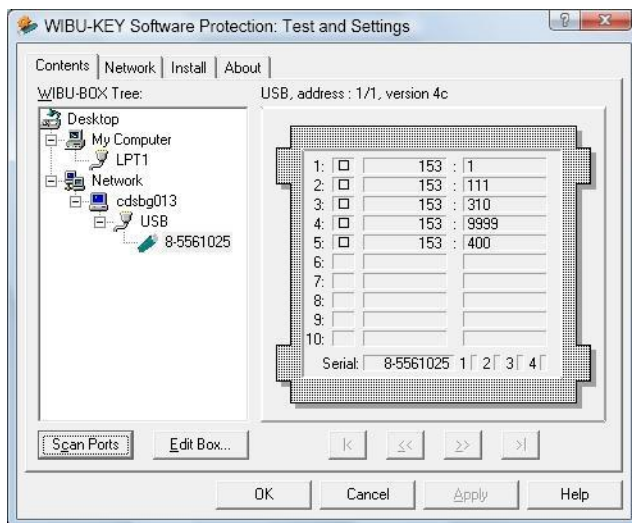 WIBU-KEY Software Protection: Test and Settings
Contents Network Install About
WIBU-BOX Tree:
USB, address : 1/1, version 4c
Desktop
My Computer
LPT1
Network
cdsbg013
USB
8-5561025
1: 153 : 1
2: 153 : 111
3: 153 : 310
4: 153 : 9999
5: 153 : 400
6:
7:
8:
9:
10:
Serial: 8-5561025 1 2 3 4
Scan Ports Edit Box... |< << >> >|
OK Cancel Apply Help